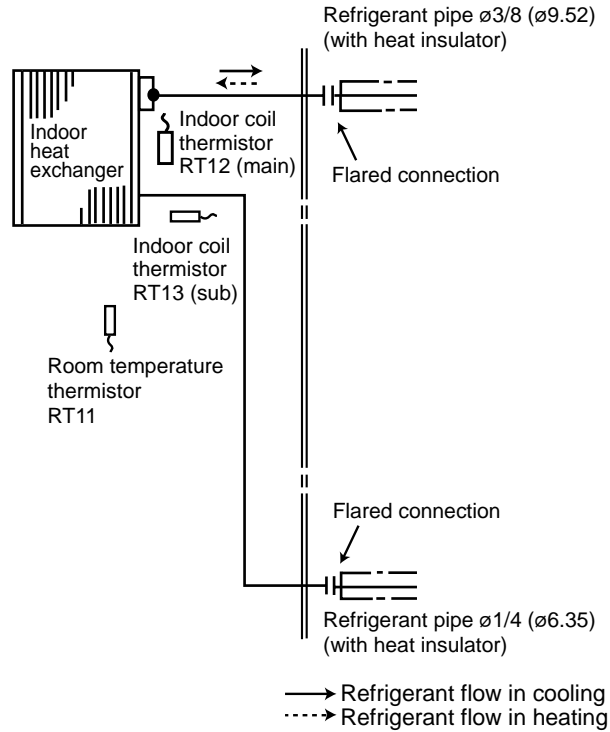 Refrigerant pipe ø3/8 (ø9.52)
(with heat insulator)
Indoor
heat
exchanger
Indoor coil
thermistor
RT12 (main)
Flared connection
Indoor coil
thermistor
RT13 (sub)
Room temperature
thermistor
RT11
Flared connection
Refrigerant pipe ø1/4 (ø6.35)
(with heat insulator)
Refrigerant flow in cooling
Refrigerant flow in heating